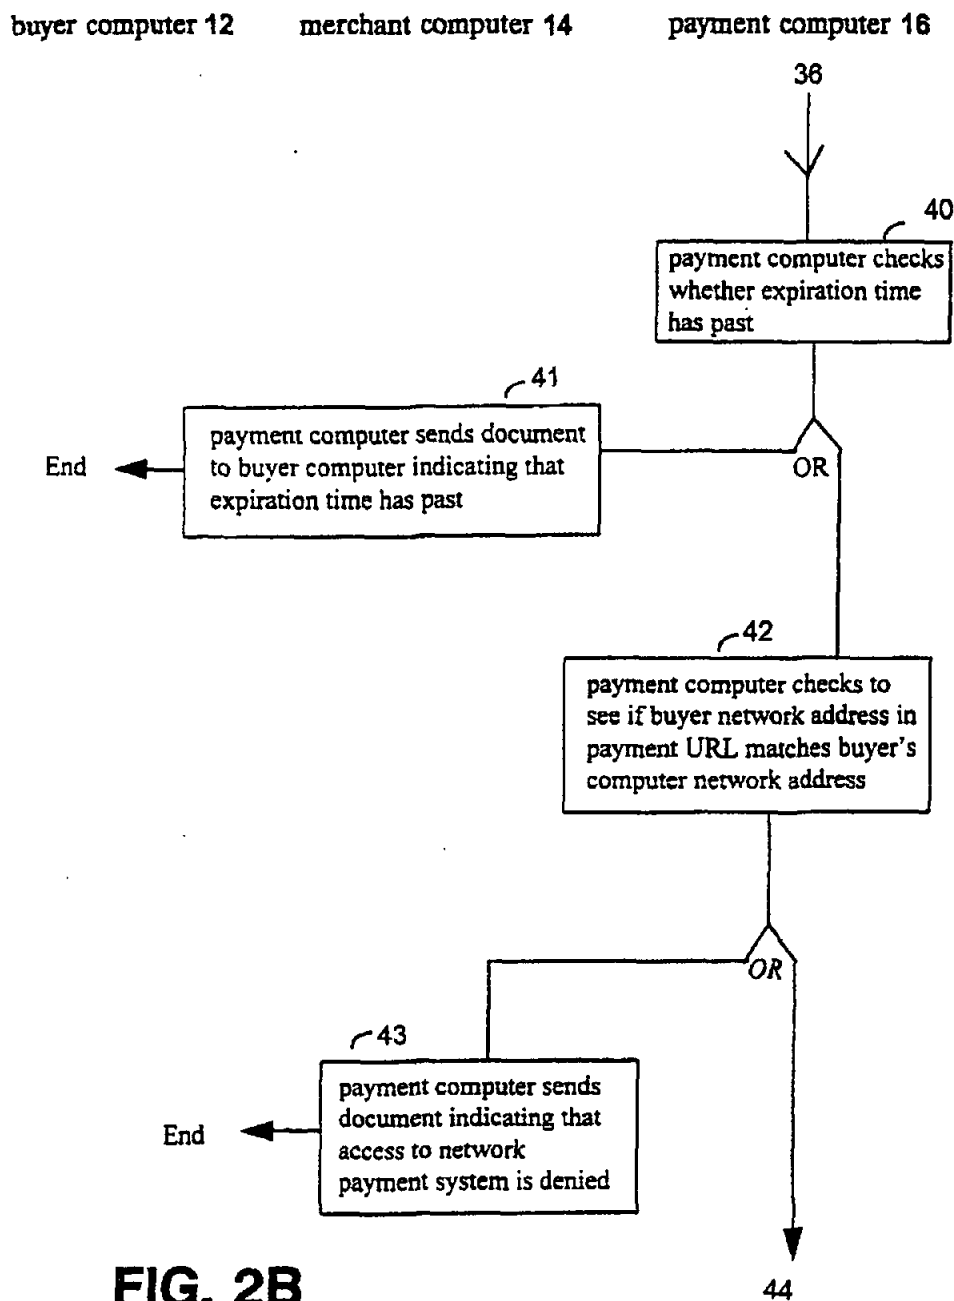 buyer computer 12 merchant computer 14 payment computer 16
36
40
payment computer checks
whether expiration time
has past
41
payment computer sends document
to buyer computer indicating that
expiration time has past
End
OR
42
payment computer checks to
see if buyer network address in
payment URL matches buyer's
computer network address
OR
43
payment computer sends
document indicating that
access to network
payment system is denied
End
44
FIG. 2B